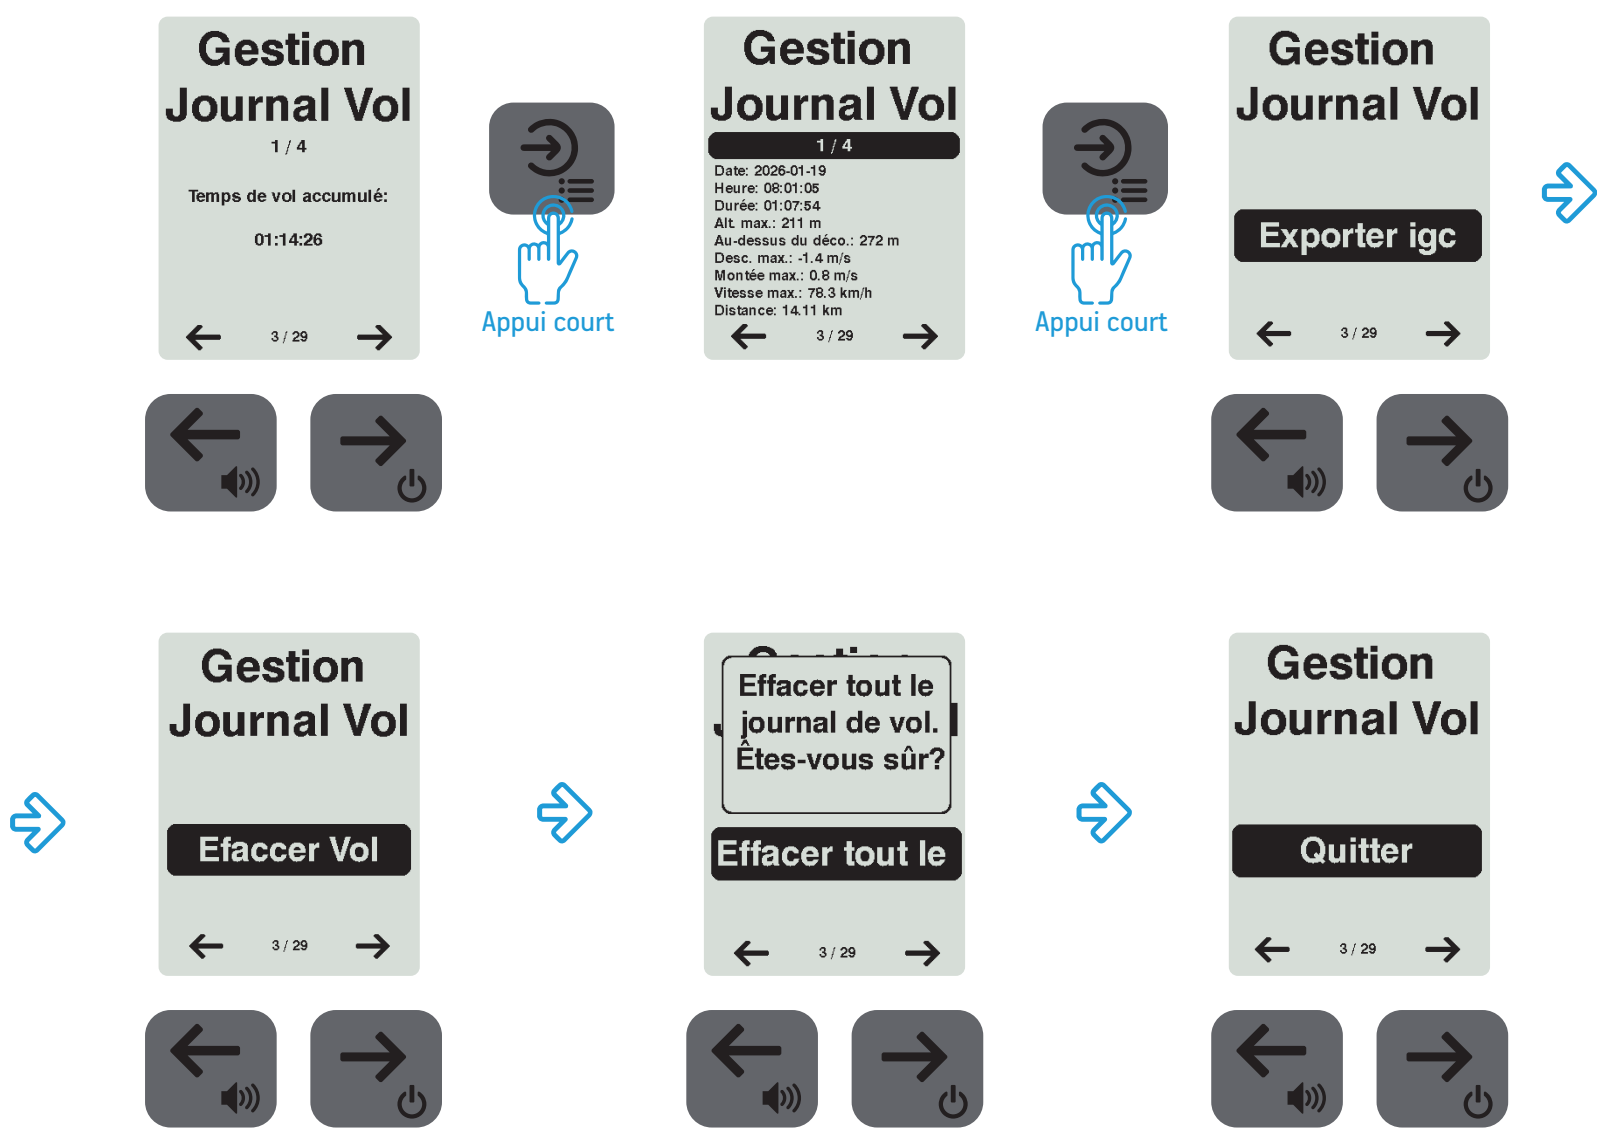 Gestion
Journal Vol
1 / 4
Temps de vol accumulé:
01:14:26
3 / 29
Appui court
Gestion
Journal Vol
1 / 4
Date: 2026-01-19
Heure: 08:01:05
Durée: 01:07:54
Alt. max.: 211 m
Au-dessus du déco.: 272 m
Desc. max.: -1.4 m/s
Montée max.: 0.8 m/s
Vitesse max.: 78.3 km/h
Distance: 14.11 km
3 / 29
Appui court
Gestion
Journal Vol
Exporter igc
3 / 29
Gestion
Journal Vol
Efaccer Vol
3 / 29
Effacer tout le
journal de vol.
Êtes-vous sûr?
Effacer tout le
3 / 29
Gestion
Journal Vol
Quitter
3 / 29